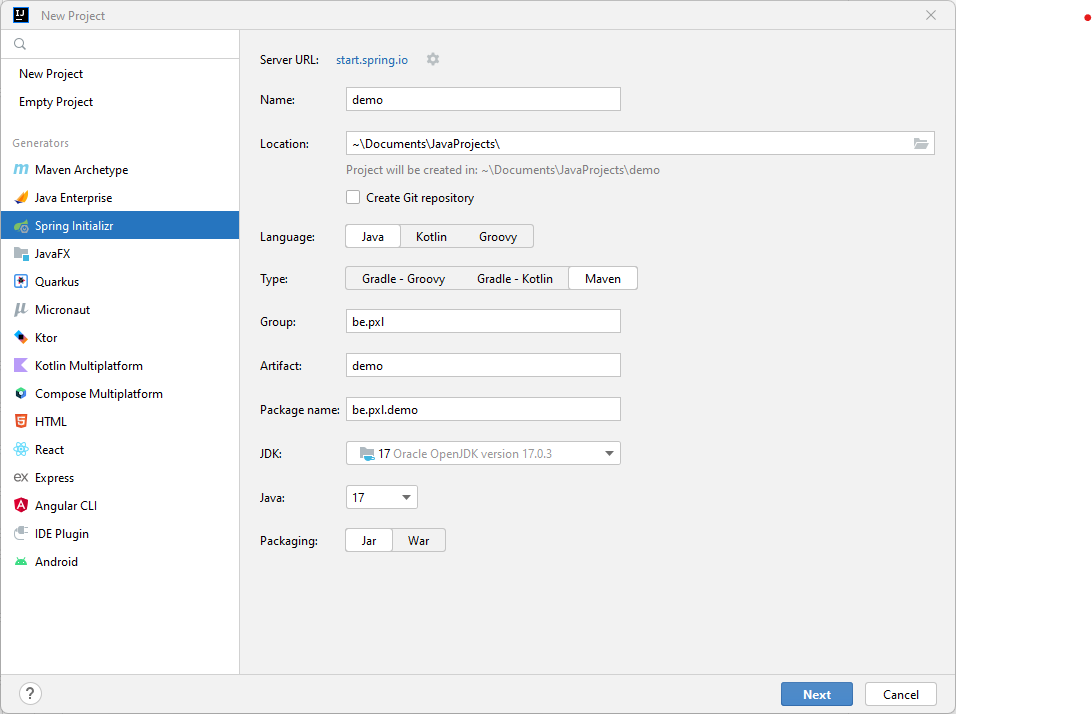 New Project
New Project
Empty Project
Generators
Maven Archetype
Java Enterprise
Spring Initializr
JavaFX
Quarkus
Micronaut
Ktor
Kotlin Multiplatform
Compose Multiplatform
HTML
React
ex Express
Angular CLI
IDE Plugin
Android
Server URL: start.spring.io
Name: demo
Location: ~\Documents\JavaProjects\
Project will be created in: ~\Documents\JavaProjects\demo
Create Git repository
Language: Java Kotlin Groovy
Type: Gradle - Groovy Gradle - Kotlin Maven
Group: be.pxl
Artifact: demo
Package name: be.pxl.demo
JDK: 17 Oracle OpenJDK version 17.0.3
Java: 17
Packaging: Jar War
? Next Cancel